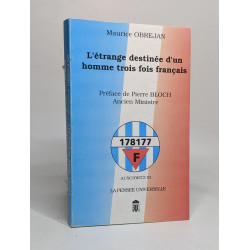 Maurice OBREJAN
L'étrange destinée d'un
homme trois fois français
Préface de Pierre BLOCH
Ancien Ministre
178177
F
AUSCHWITZ III
LA PENSEE UNIVERSELLE